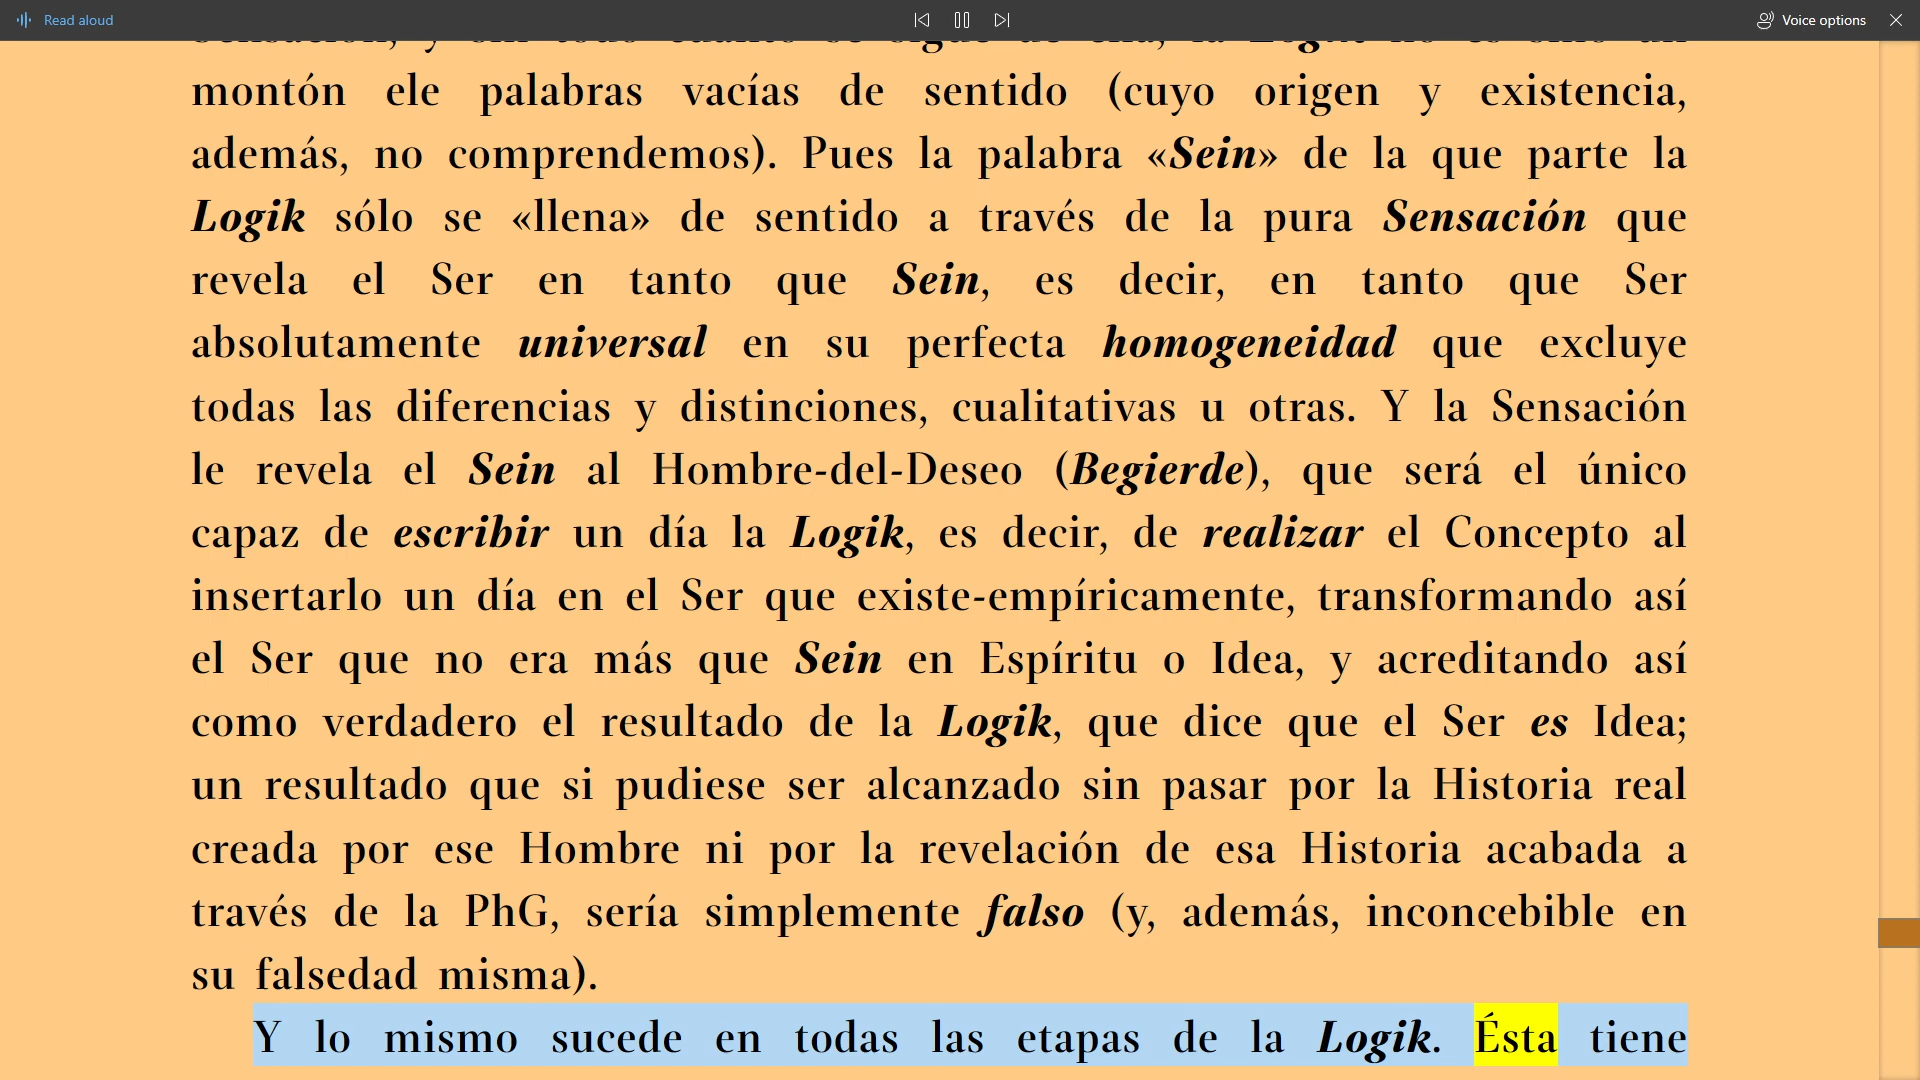 Read aloud
Voice options
montón ele palabras vacías de sentido (cuyo origen y existencia,
además, no comprendemos). Pues la palabra «Sein» de la que parte la
Logik sólo se «llena» de sentido a través de la pura Sensación que
revela el Ser en tanto que Sein, es decir, en tanto que Ser
absolutamente universal en su perfecta homogeneidad que excluye
todas las diferencias y distinciones, cualitativas u otras. Y la Sensación
le revela el Sein al Hombre-del-Deseo (Begierde), que será el único
capaz de escribir un día la Logik, es decir, de realizar el Concepto al
insertarlo un día en el Ser que existe-empíricamente, transformando así
el Ser que no era más que Sein en Espíritu o Idea, y acreditando así
como verdadero el resultado de la Logik, que dice que el Ser es Idea;
un resultado que si pudiese ser alcanzado sin pasar por la Historia real
creada por ese Hombre ni por la revelación de esa Historia acabada a
través de la PhG, sería simplemente falso (y, además, inconcebible en
su falsedad misma).
Y lo mismo sucede en todas las etapas de la Logik. Ésta tiene